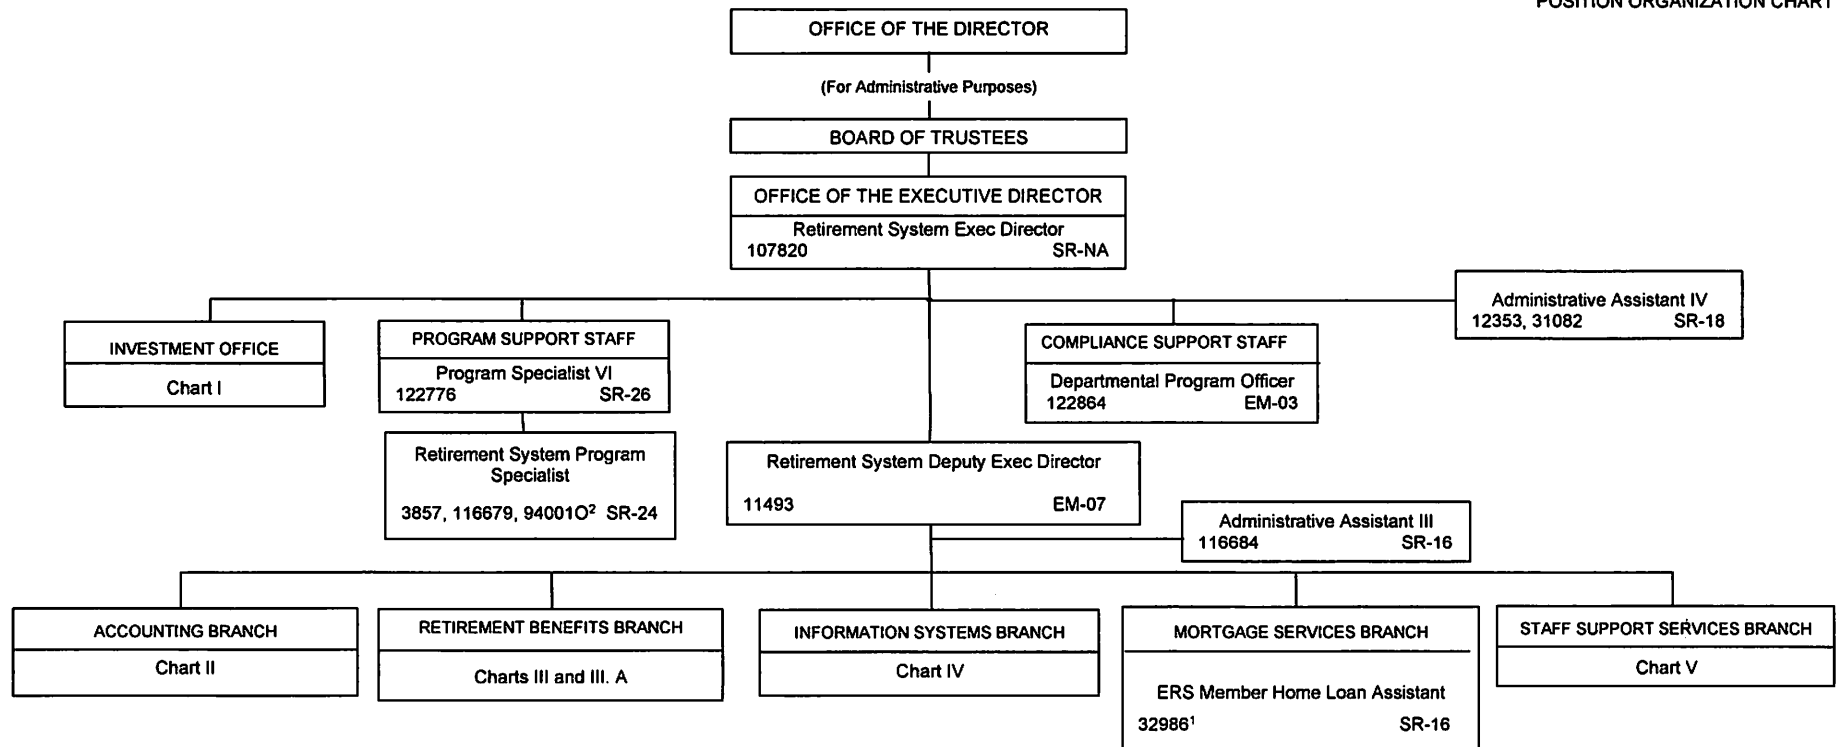 POSITION ORGANIZATION CHART
OFFICE OF THE DIRECTOR
(For Administrative Purposes)
BOARD OF TRUSTEES
OFFICE OF THE EXECUTIVE DIRECTOR
Retirement System Exec Director
107820 SR-NA
Administrative Assistant IV
12353, 31082 SR-18
INVESTMENT OFFICE
Chart I
PROGRAM SUPPORT STAFF
Program Specialist VI
122776 SR-26
COMPLIANCE SUPPORT STAFF
Departmental Program Officer
122864 EM-03
Retirement System Program
Specialist
3857, 116679, 94001O² SR-24
Retirement System Deputy Exec Director
11493 EM-07
Administrative Assistant III
116684 SR-16
ACCOUNTING BRANCH
Chart II
RETIREMENT BENEFITS BRANCH
Charts III and III. A
INFORMATION SYSTEMS BRANCH
Chart IV
MORTGAGE SERVICES BRANCH
ERS Member Home Loan Assistant
32986¹ SR-16
STAFF SUPPORT SERVICES BRANCH
Chart V